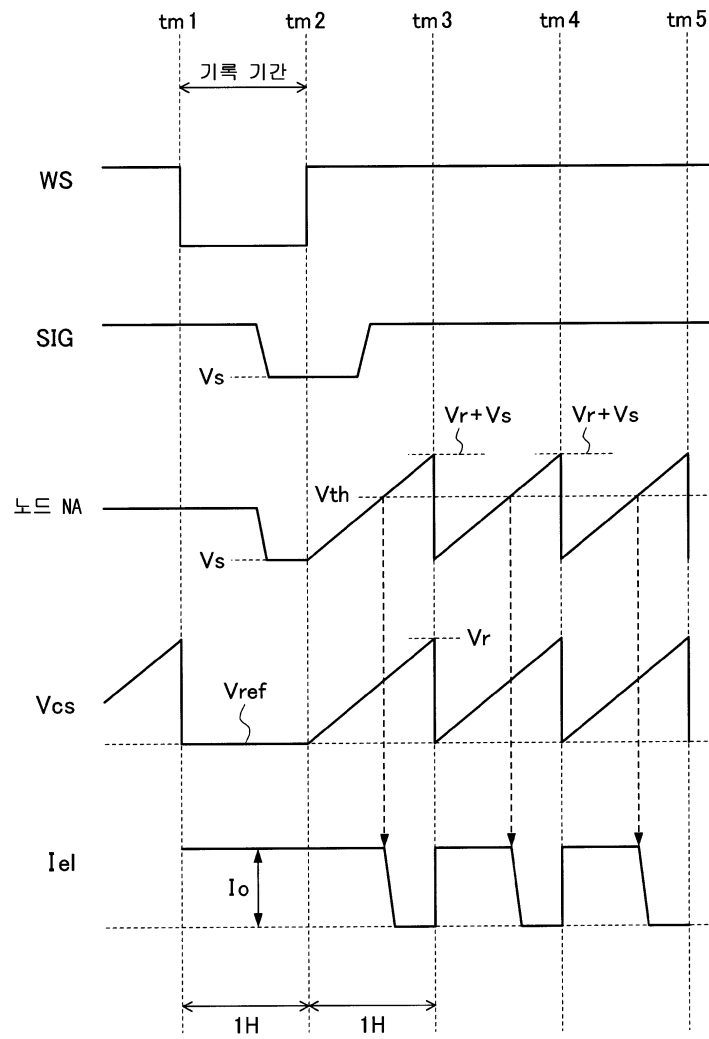 tm1 tm2 tm3 tm4 tm5
기록 기간
WS
SIG
Vs
Vr+Vs Vr+Vs
Vth
노드 NA
Vs
Vr
Vref
Vcs
Iel
Io
1H 1H